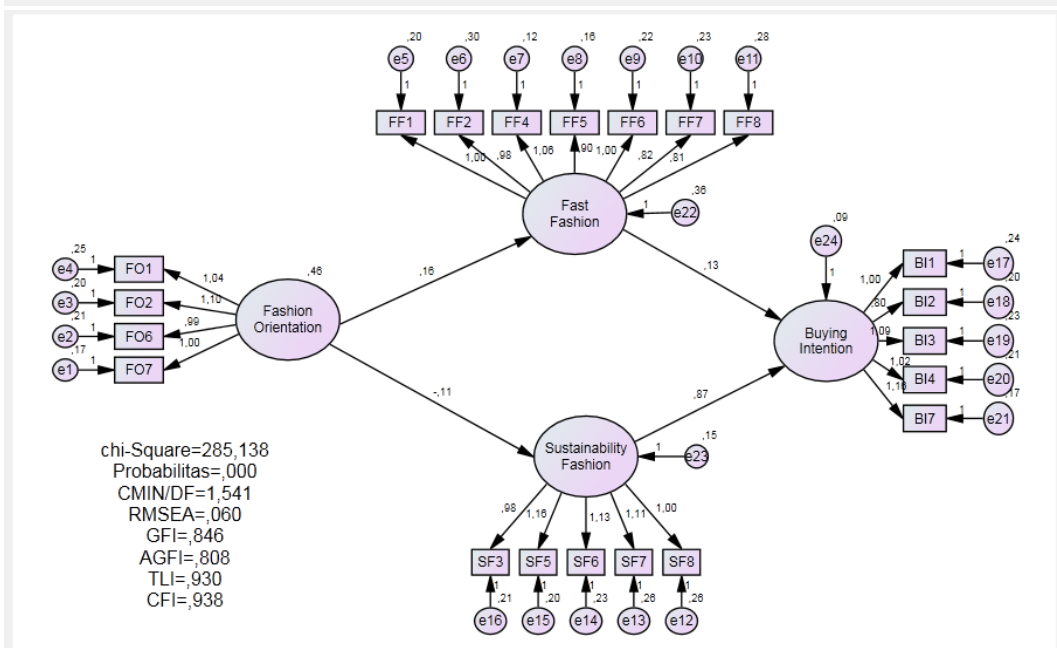 ,20 ,30 ,12 ,16 ,22 ,23 ,28
e5 e6 e7 e8 e9 e10 e11
1 1 1 1 1 1 1
FF1 FF2 FF4 FF5 FF6 FF7 FF8
1,00 ,98 1,06 ,90 1,00 ,82 ,81
Fast
Fashion
1
e22
,36
,09
e24
1
,25
e4 1 FO1
,20
e3 1 FO2
,21
e2 1 FO6
,17
e1 1 FO7
1,04
1,10
,99
1,00
,46
Fashion
Orientation
,16
-,11
,13
,87
Buying
Intention
1,00
,80
1,09
1,02
1,16
BI1 1 e17 ,24
BI2 1 e18 ,20
BI3 1 e19 ,23
BI4 1 e20 ,21
BI7 1 e21 ,17
Sustainability
Fashion
1
e23
,15
,98 1,16 1,13 1,11 1,00
SF3 SF5 SF6 SF7 SF8
1 1 1 1 1
,21 ,20 ,23 ,26 ,26
e16 e15 e14 e13 e12
chi-Square=285,138
Probabilitas=,000
CMIN/DF=1,541
RMSEA=,060
GFI=,846
AGFI=,808
TLI=,930
CFI=,938